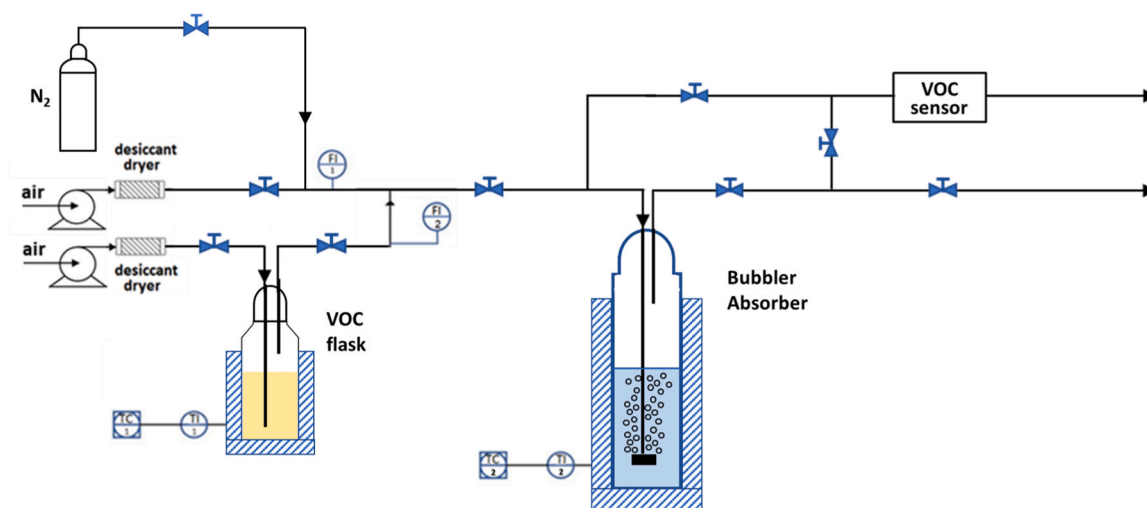 N2
VOC
sensor
desiccant
dryer
FI
1
air
FI
2
air
desiccant
dryer
VOC
flask
Bubbler
Absorber
TC
1
TI
1
TC
2
TI
2